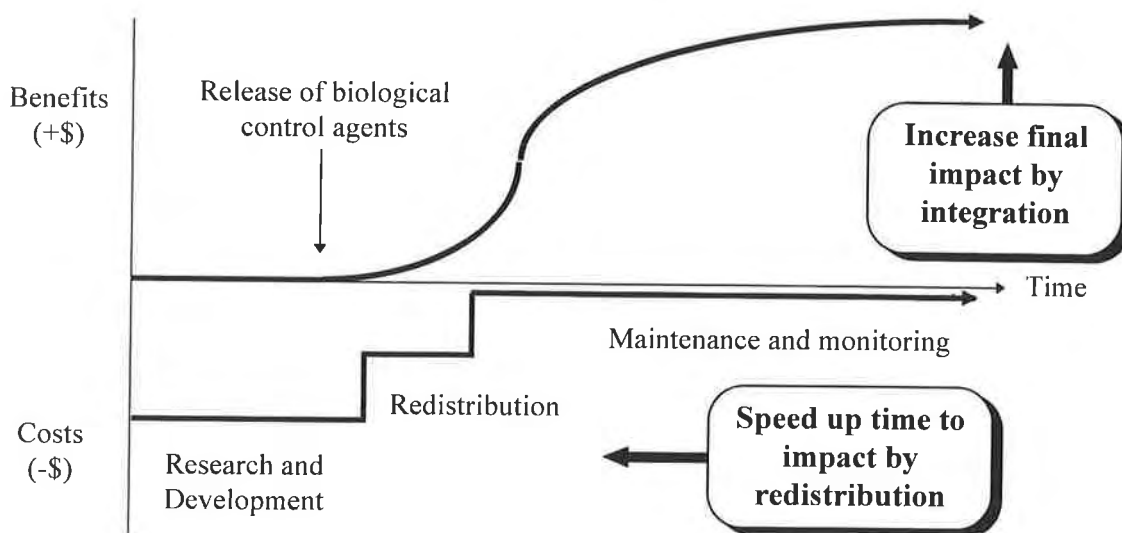 Benefits
(+$)
Release of biological
control agents
Increase final
impact by
integration
Time
Maintenance and monitoring
Redistribution
Costs
(-$)
Research and
Development
Speed up time to
impact by
redistribution